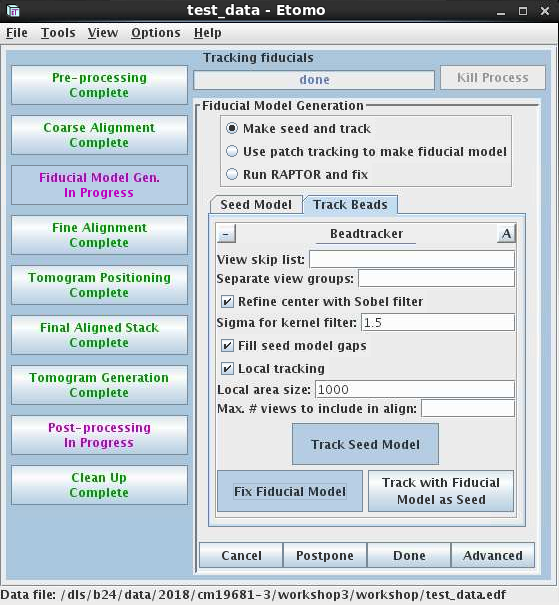 test_data - Etomo
File Tools View Options Help
Pre-processing
Complete
Coarse Alignment
Complete
Fiducial Model Gen.
In Progress
Fine Alignment
Complete
Tomogram Positioning
Complete
Final Aligned Stack
Complete
Tomogram Generation
Complete
Post-processing
In Progress
Clean Up
Complete
Tracking fiducials
done
Kill Process
Fiducial Model Generation
Make seed and track
Use patch tracking to make fiducial model
Run RAPTOR and fix
Seed Model Track Beads
- Beadtracker A
View skip list:
Separate view groups:
Refine center with Sobel filter
Sigma for kernel filter: 1.5
Fill seed model gaps
Local tracking
Local area size: 1000
Max. # views to include in align:
Track Seed Model
Fix Fiducial Model
Track with Fiducial
Model as Seed
Cancel Postpone Done Advanced
Data file: /dls/b24/data/2018/cm19681-3/workshop3/workshop/test_data.edf